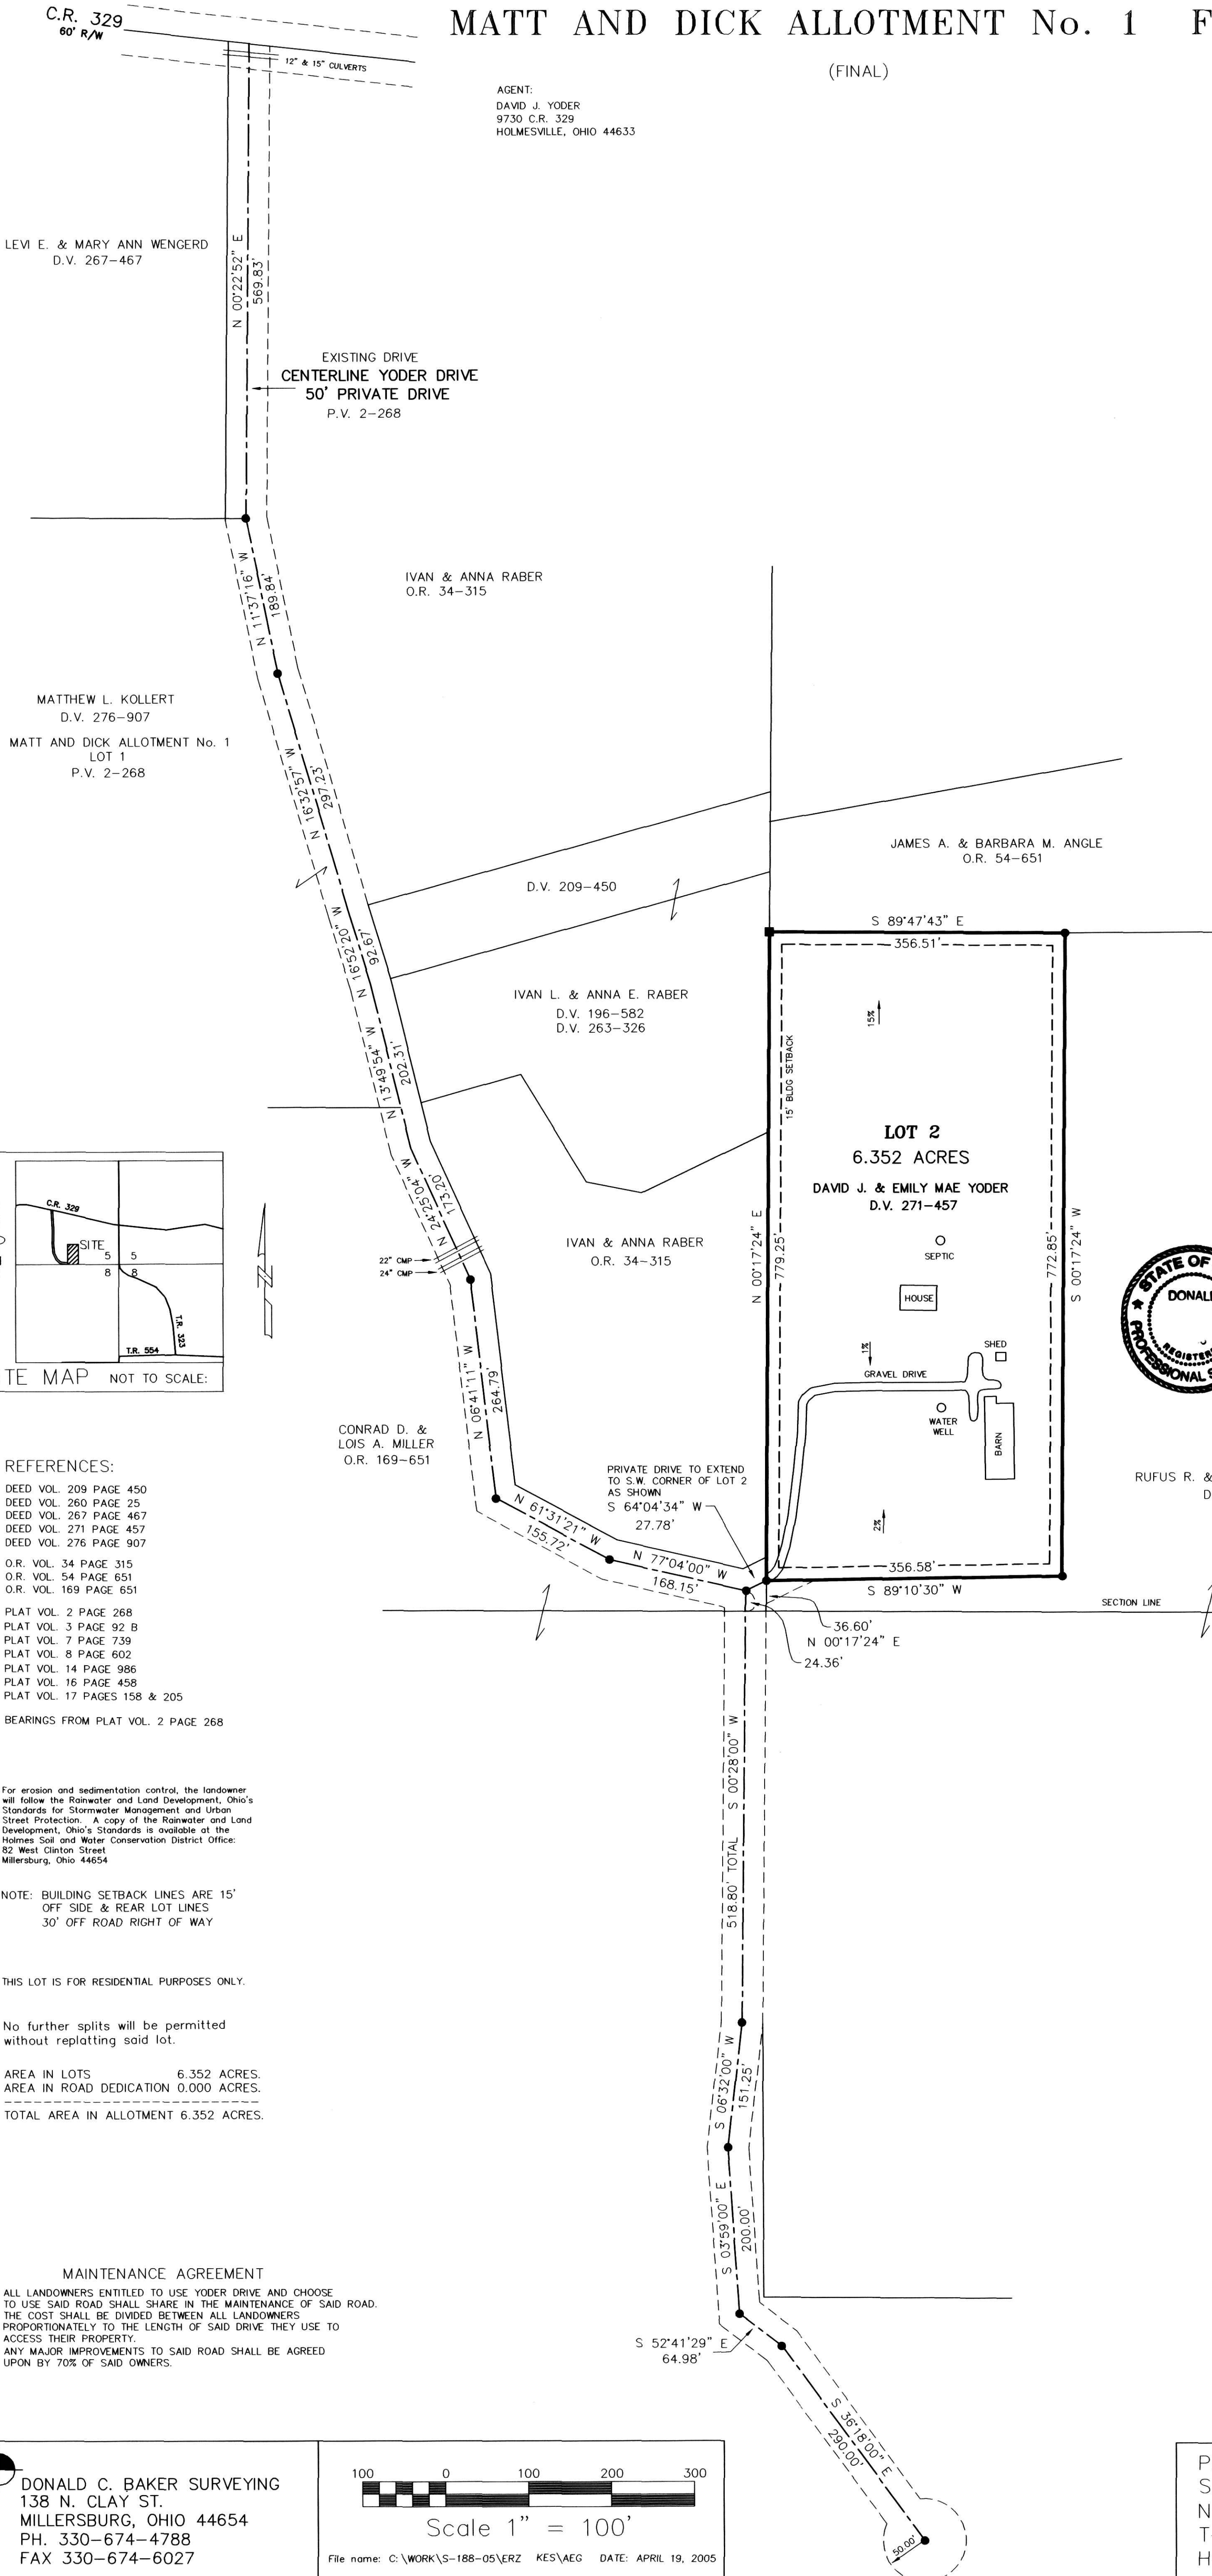 MATT AND DICK ALLOTMENT No. 1 F
(FINAL)
C.R. 329
60' R/W
12" & 15" CULVERTS
AGENT:
DAVID J. YODER
9730 C.R. 329
HOLMESVILLE, OHIO 44633
LEVI E. & MARY ANN WENGERD
D.V. 267-467
N 00°22'52" E
569.83'
EXISTING DRIVE
CENTERLINE YODER DRIVE
50' PRIVATE DRIVE
P.V. 2-268
N 11°37'16" W
189.84'
IVAN & ANNA RABER
O.R. 34-315
MATTHEW L. KOLLERT
D.V. 276-907
MATT AND DICK ALLOTMENT No. 1
LOT 1
P.V. 2-268
N 16°32'57" W
297.23'
JAMES A. & BARBARA M. ANGLE
O.R. 54-651
D.V. 209-450
N 16°52'20" W
92.67'
S 89°47'43" E
356.51'
IVAN L. & ANNA E. RABER
D.V. 196-582
D.V. 263-326
N 13°49'54" W
202.31'
15%
15' BLDG SETBACK
LOT 2
6.352 ACRES
DAVID J. & EMILY MAE YODER
D.V. 271-457
N 24°25'04" W
173.20'
22" CMP
24" CMP
IVAN & ANNA RABER
O.R. 34-315
N 00°17'24" E
779.25'
772.85'
S 00°17'24" W
SEPTIC
HOUSE
SHED
1%
GRAVEL DRIVE
WATER
WELL
BARN
2%
STATE OF
DONAL
REGISTER
PROFESSIONAL S
C.R. 329
SITE
5 5
8 8
T.R. 323
T.R. 554
TE MAP NOT TO SCALE:
N
N 06°41'11" W
264.79'
CONRAD D. &
LOIS A. MILLER
O.R. 169-651
PRIVATE DRIVE TO EXTEND
TO S.W. CORNER OF LOT 2
AS SHOWN
S 64°04'34" W
27.78'
RUFUS R. &
D
N 61°31'21" W
155.72'
N 77°04'00" W
168.15'
356.58'
S 89°10'30" W
SECTION LINE
36.60'
N 00°17'24" E
24.36'
REFERENCES:
DEED VOL. 209 PAGE 450
DEED VOL. 260 PAGE 25
DEED VOL. 267 PAGE 467
DEED VOL. 271 PAGE 457
DEED VOL. 276 PAGE 907
O.R. VOL. 34 PAGE 315
O.R. VOL. 54 PAGE 651
O.R. VOL. 169 PAGE 651
PLAT VOL. 2 PAGE 268
PLAT VOL. 3 PAGE 92 B
PLAT VOL. 7 PAGE 739
PLAT VOL. 8 PAGE 602
PLAT VOL. 14 PAGE 986
PLAT VOL. 16 PAGE 458
PLAT VOL. 17 PAGES 158 & 205
BEARINGS FROM PLAT VOL. 2 PAGE 268
518.80' TOTAL S 00°28'00" W
For erosion and sedimentation control, the landowner
will follow the Rainwater and Land Development, Ohio's
Standards for Stormwater Management and Urban
Street Protection. A copy of the Rainwater and Land
Development, Ohio's Standards is available at the
Holmes Soil and Water Conservation District Office:
82 West Clinton Street
Millersburg, Ohio 44654
NOTE: BUILDING SETBACK LINES ARE 15'
OFF SIDE & REAR LOT LINES
30' OFF ROAD RIGHT OF WAY
THIS LOT IS FOR RESIDENTIAL PURPOSES ONLY.
No further splits will be permitted
without replatting said lot.
AREA IN LOTS 6.352 ACRES.
AREA IN ROAD DEDICATION 0.000 ACRES.
TOTAL AREA IN ALLOTMENT 6.352 ACRES.
S 06°32'00" W
151.25'
S 03°59'00" E
200.00'
S 52°41'29" E
64.98'
S 36°18'00" E
290.00'
50.00'
MAINTENANCE AGREEMENT
ALL LANDOWNERS ENTITLED TO USE YODER DRIVE AND CHOOSE
TO USE SAID ROAD SHALL SHARE IN THE MAINTENANCE OF SAID ROAD.
THE COST SHALL BE DIVIDED BETWEEN ALL LANDOWNERS
PROPORTIONATELY TO THE LENGTH OF SAID DRIVE THEY USE TO
ACCESS THEIR PROPERTY.
ANY MAJOR IMPROVEMENTS TO SAID ROAD SHALL BE AGREED
UPON BY 70% OF SAID OWNERS.
DONALD C. BAKER SURVEYING
138 N. CLAY ST.
MILLERSBURG, OHIO 44654
PH. 330-674-4788
FAX 330-674-6027
100 0 100 200 300
Scale 1" = 100'
File name: C:\WORK\S-188-05\ERZ KES\AEG DATE: APRIL 19, 2005
P
S
N
T
H